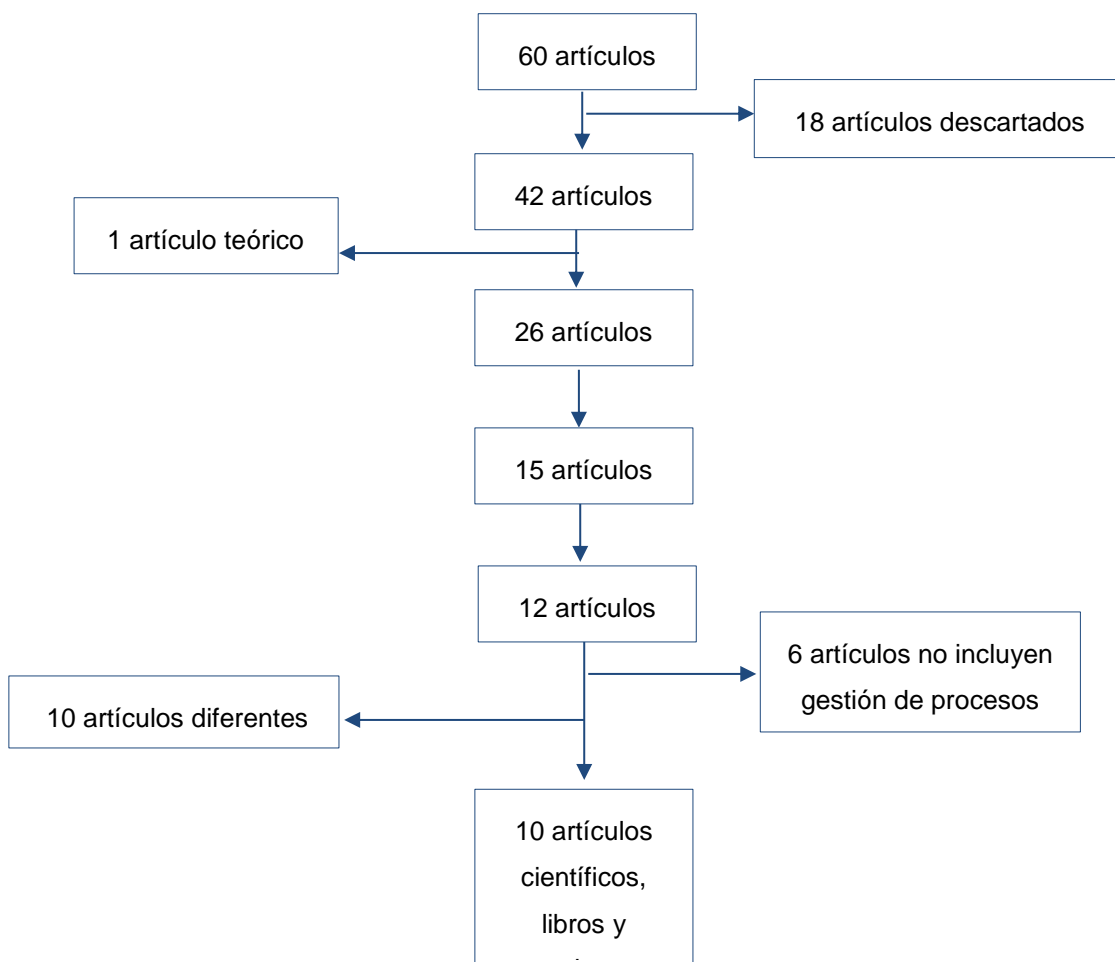 60 artículos
18 artículos descartados
42 artículos
1 artículo teórico
26 artículos
15 artículos
12 artículos
6 artículos no incluyen
gestión de procesos
10 artículos diferentes
10 artículos
científicos,
libros y